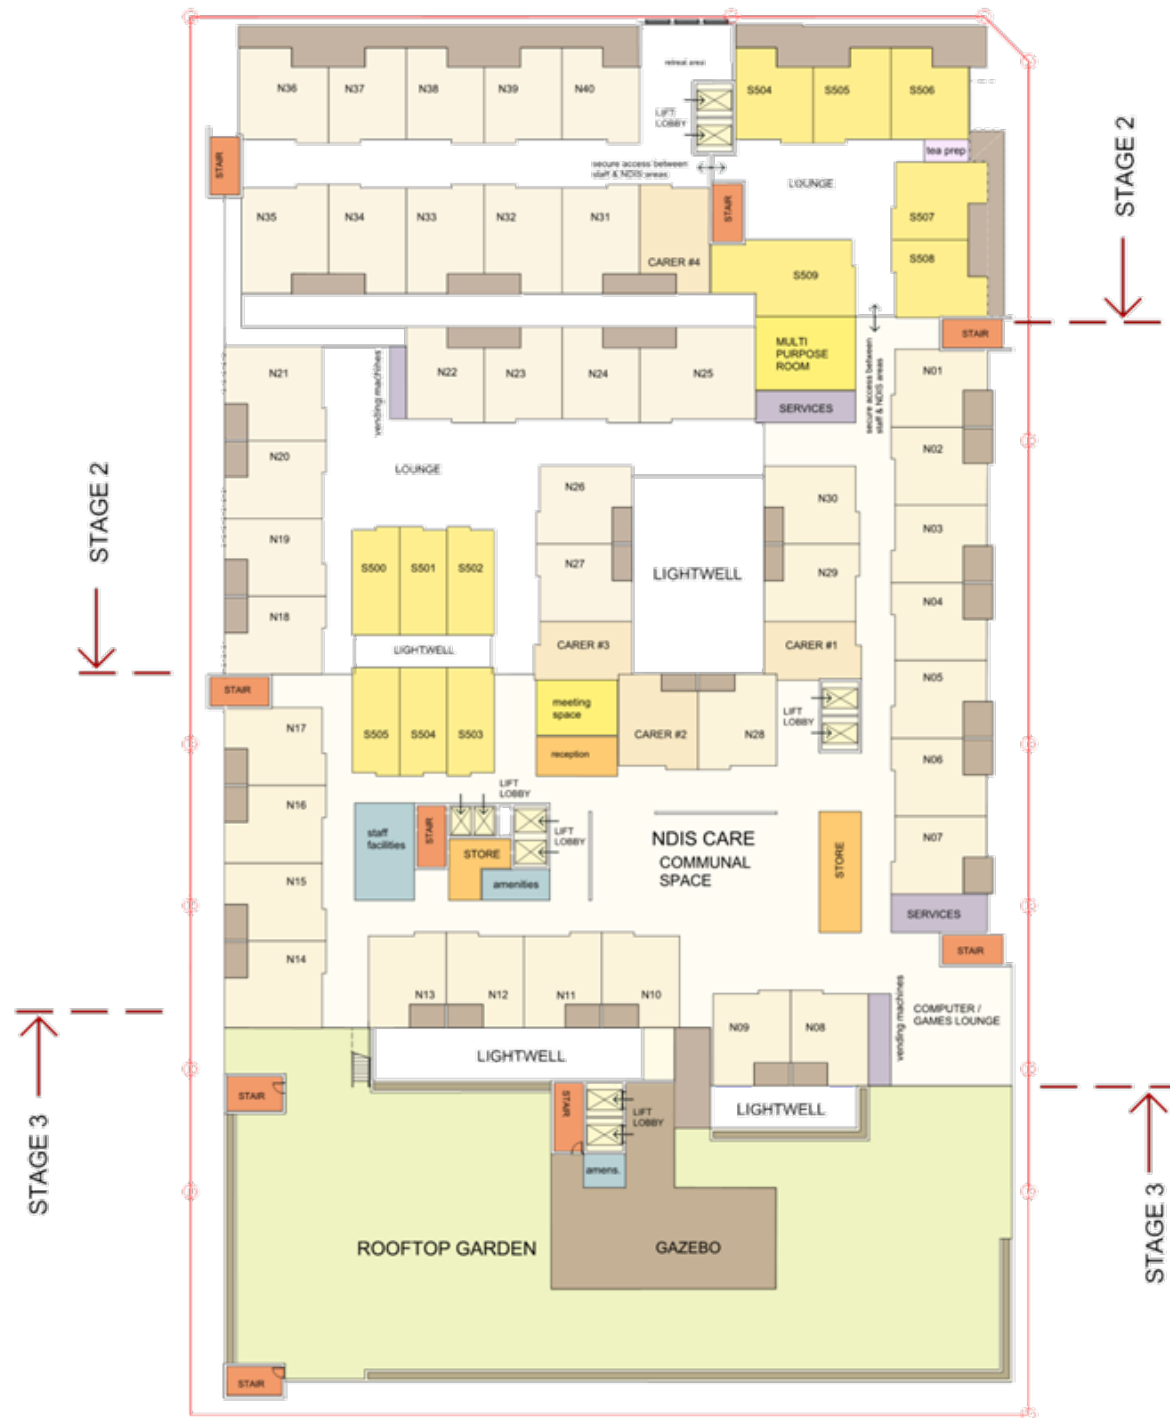 retreat area
N36
N37
N38
N39
N40
S504
S505
S506
LIFT
LOBBY
tea prep
STAIR
secure access between
staff & NDIS areas
LOUNGE
STAGE 2
N35
N34
N33
N32
N31
CARER #4
STAIR
S507
S508
S509
STAIR
MULTI
PURPOSE
ROOM
secure access between
staff & NDIS areas
N21
vending machines
N22
N23
N24
N25
SERVICES
N01
N02
N20
LOUNGE
N26
N30
STAGE 2
N19
S500
S501
S502
N27
LIGHTWELL
N29
N03
N04
N18
LIGHTWELL
CARER #3
CARER #1
STAIR
N05
meeting
space
reception
CARER #2
N28
LIFT
LOBBY
N17
S505
S504
S503
N06
N16
LIFT
LOBBY
staff
facilities
STAIR
STORE
LIFT
LOBBY
amenities
NDIS CARE
COMMUNAL
SPACE
STORE
N07
N15
SERVICES
STAIR
N14
N13
N12
N11
N10
N09
N08
vending machines
COMPUTER /
GAMES LOUNGE
LIGHTWELL
STAIR
STAIR
LIFT
LOBBY
LIGHTWELL
amens.
STAGE 3
STAGE 3
ROOFTOP GARDEN
GAZEBO
STAIR